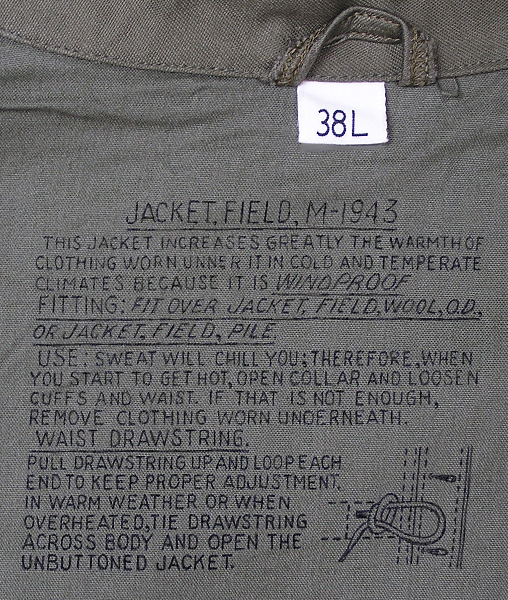 38L
JACKET, FIELD, M-1943
THIS JACKET INCREASES GREATLY THE WARMTH OF
CLOTHING WORN UNNER IT IN COLD AND TEMPERATE
CLIMATES BECAUSE IT IS WINDPROOF
FITTING: FIT OVER JACKET, FIELD, WOOL, O.D.,
OR JACKET, FIELD, PILE
USE: SWEAT WILL CHILL YOU; THEREFORE, WHEN
YOU START TO GET HOT, OPEN COLLAR AND LOOSEN
CUFFS AND WAIST. IF THAT IS NOT ENOUGH,
REMOVE CLOTHING WORN UNDERNEATH.
WAIST DRAWSTRING.
PULL DRAWSTRING UP AND LOOP EACH
END TO KEEP PROPER ADJUSTMENT.
IN WARM WEATHER OR WHEN
OVERHEATED, TIE DRAWSTRING
ACROSS BODY AND OPEN THE
UNBUTTONED JACKET.